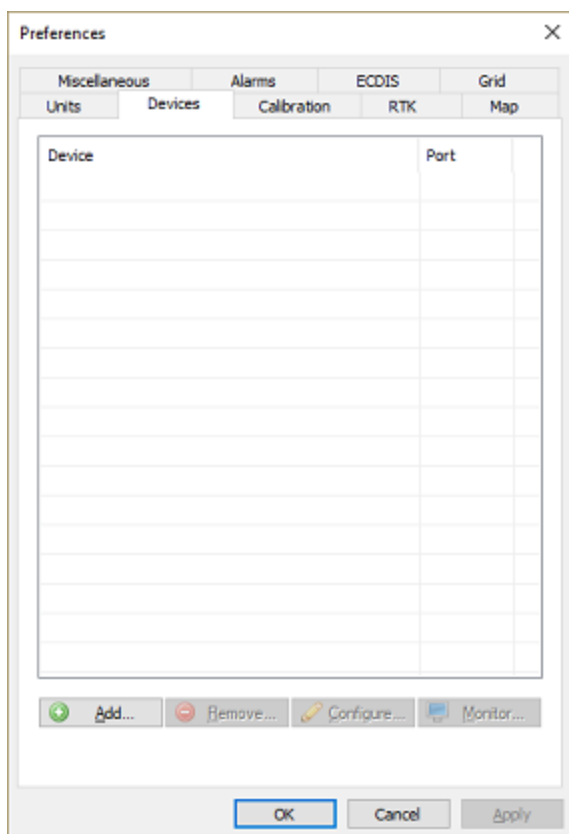 Preferences
Miscellaneous Alarms ECDIS Grid
Units Devices Calibration RTK Map
Device Port
Add... Remove... Configure... Monitor...
OK Cancel Apply